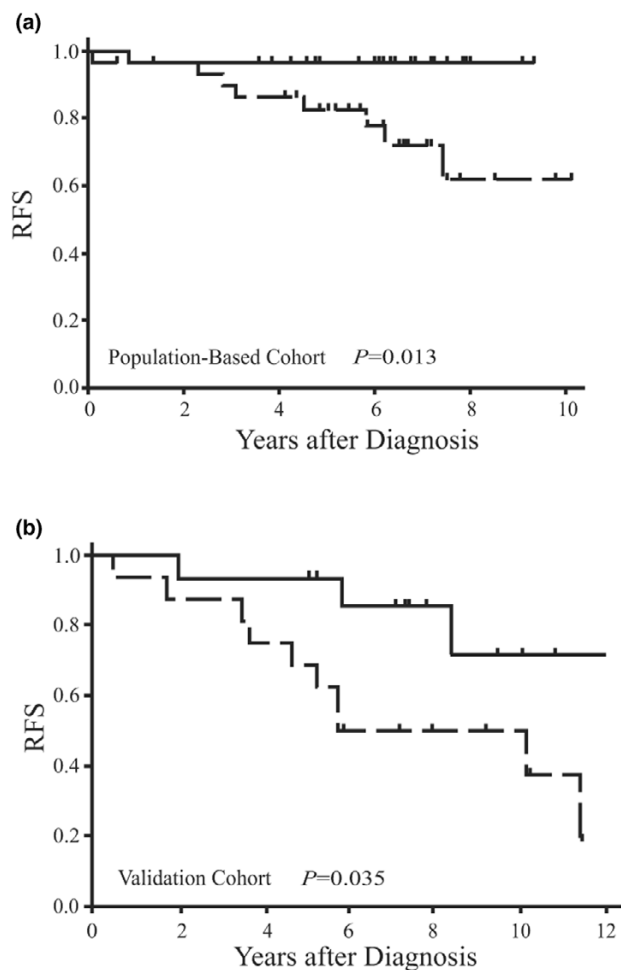 (a)
1.0
0.8
0.6
0.4
0.2
0.0
RFS
Population-Based Cohort P=0.013
0 2 4 6 8 10
Years after Diagnosis
(b)
1.0
0.8
0.6
0.4
0.2
0.0
RFS
Validation Cohort P=0.035
0 2 4 6 8 10 12
Years after Diagnosis